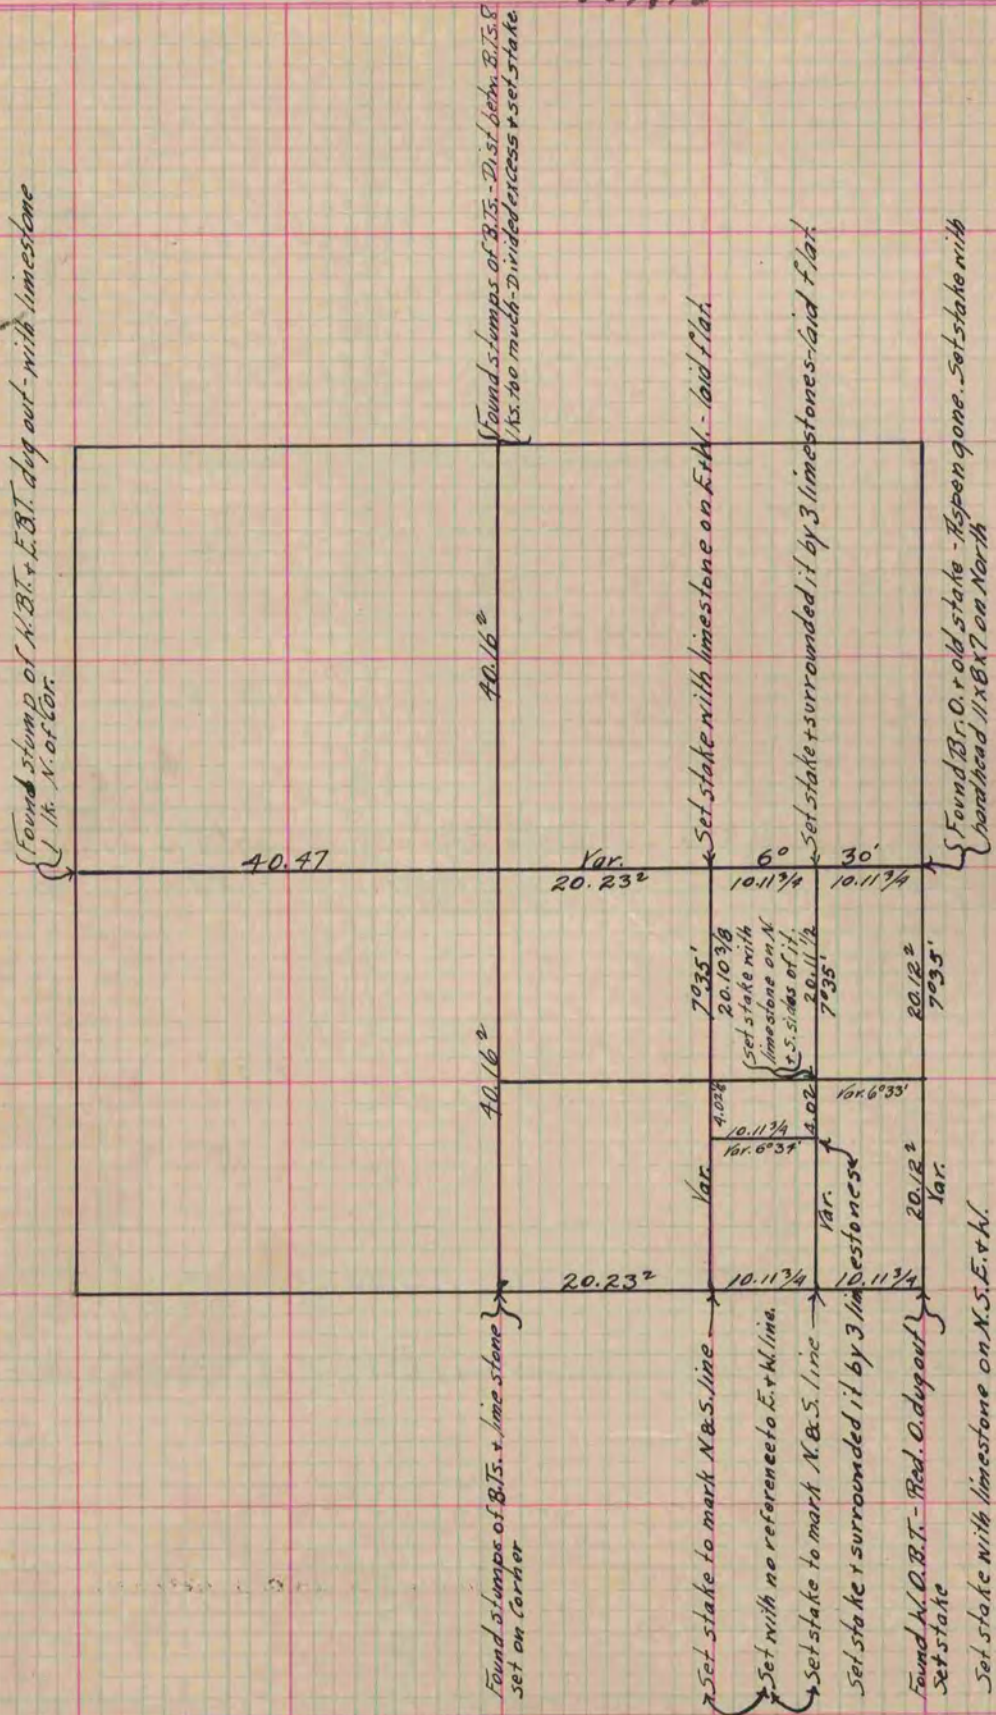 Found stump of W.B.T. + E.B.T. dug out - with limestone
1 lk. N. of Cor.
Found stumps of B.Ts. - Dist betw. B.Ts. 8
lks. too much - Divided excess + set stake.
40.16²
40.16²
40.47
Var.
20.23²
6°
10.11¾
30'
10.11¾
Set stake with limestone on E.+W. - laid flat.
Set stake + surrounded it by 3 limestones - laid flat.
Found Br.O. + old stake - Aspen gone. Set stake with
hardhead 11x8x7 on North
7°35'
20.10 3/8
Set stake with
limestone on N.
+ S. sides of it.
20.11 1/2
7°35'
20.12²
7°35'
4.02
10.11¾
Var. 6°34'
4.02
Var. 6°33'
Var.
Var.
20.12²
Var.
20.23²
10.11¾
10.11¾
Found stumps of B.Ts. + lime stone
set on Corner
Set stake to mark N.&S. line
Set with no reference to E.+W. line.
Set stake to mark N.&S. line
Set stake + surrounded it by 3 limestones
Found W.O.B.T. - Red. O. dug out
Set stake
Set stake with limestone on N.S.E.+W.